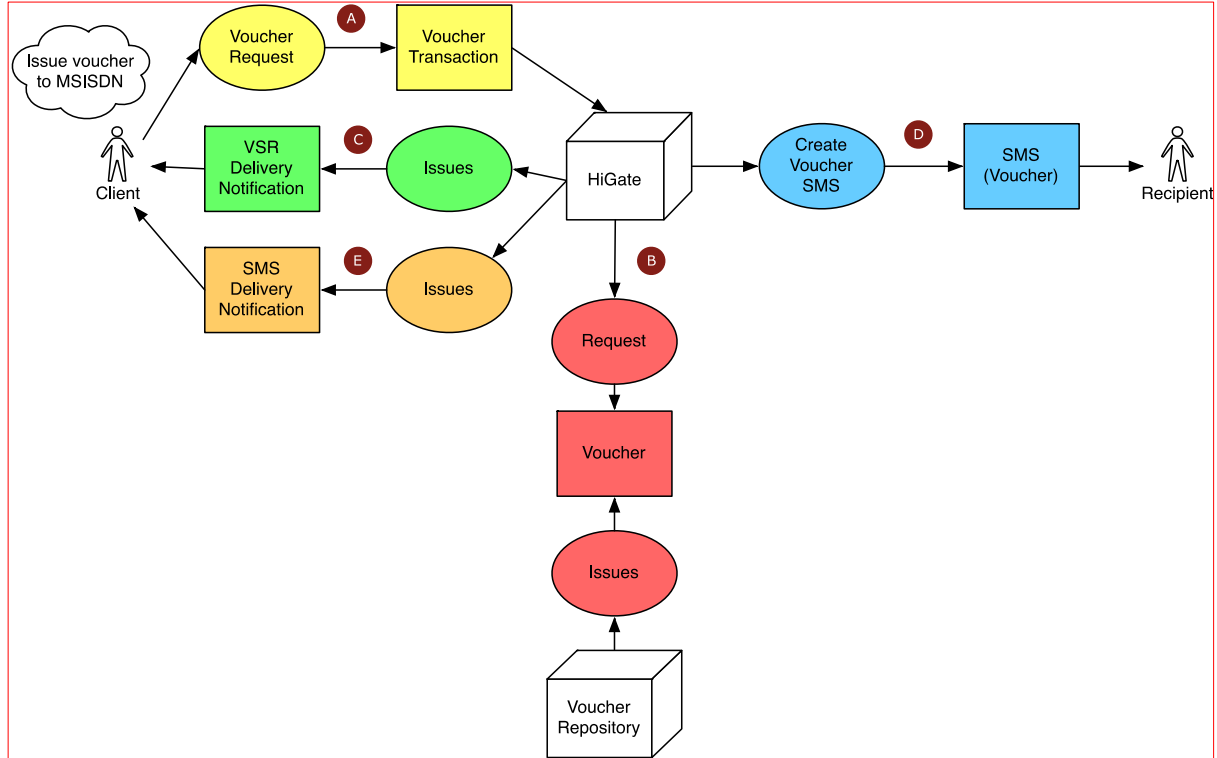 Issue voucher
to MSISDN
Client
Voucher
Request
A
Voucher
Transaction
VSR
Delivery
Notification
C
Issues
HiGate
Create
Voucher
SMS
D
SMS
(Voucher)
Recipient
SMS
Delivery
Notification
E
Issues
B
Request
Voucher
Issues
Voucher
Repository